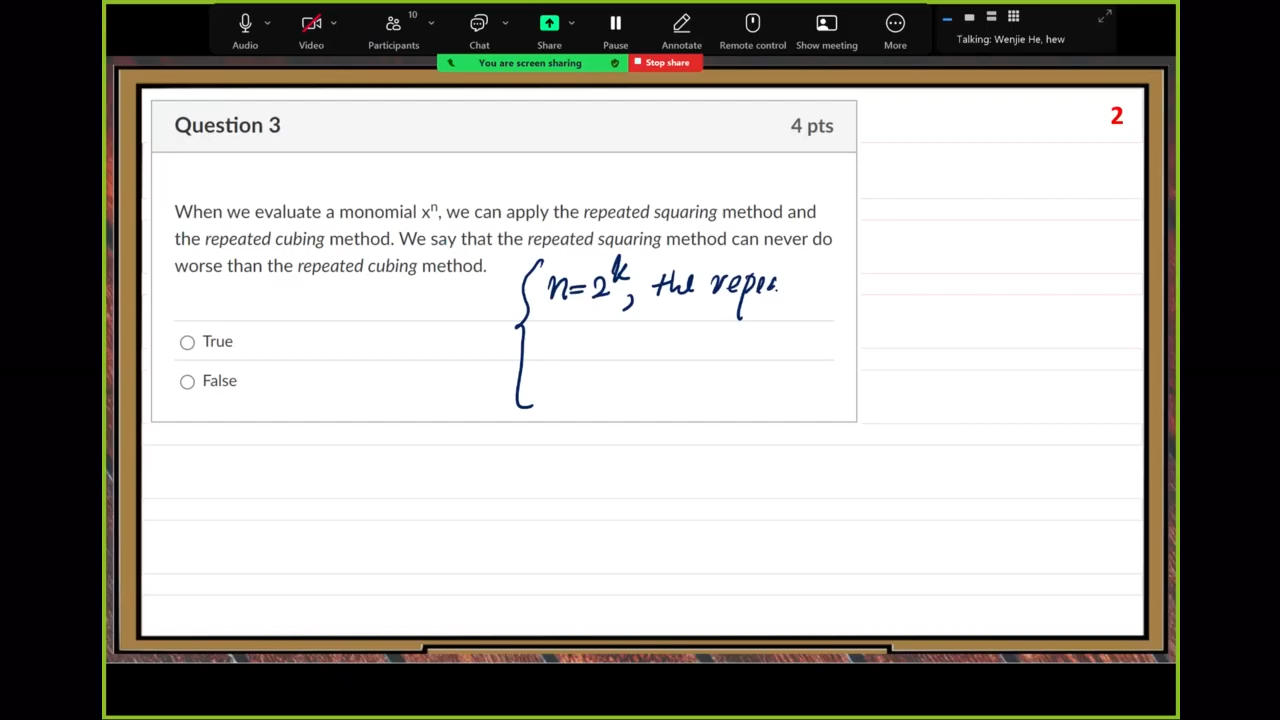 10
Audio
Video
Participants
Chat
Share
Pause
Annotate
Remote control
Show meeting
More
Talking: Wenjie He, hew
You are screen sharing
Stop share
Question 3
4 pts
2
When we evaluate a monomial xⁿ, we can apply the repeated squaring method and
the repeated cubing method. We say that the repeated squaring method can never do
worse than the repeated cubing method.
n=2^k, the repea
True
False